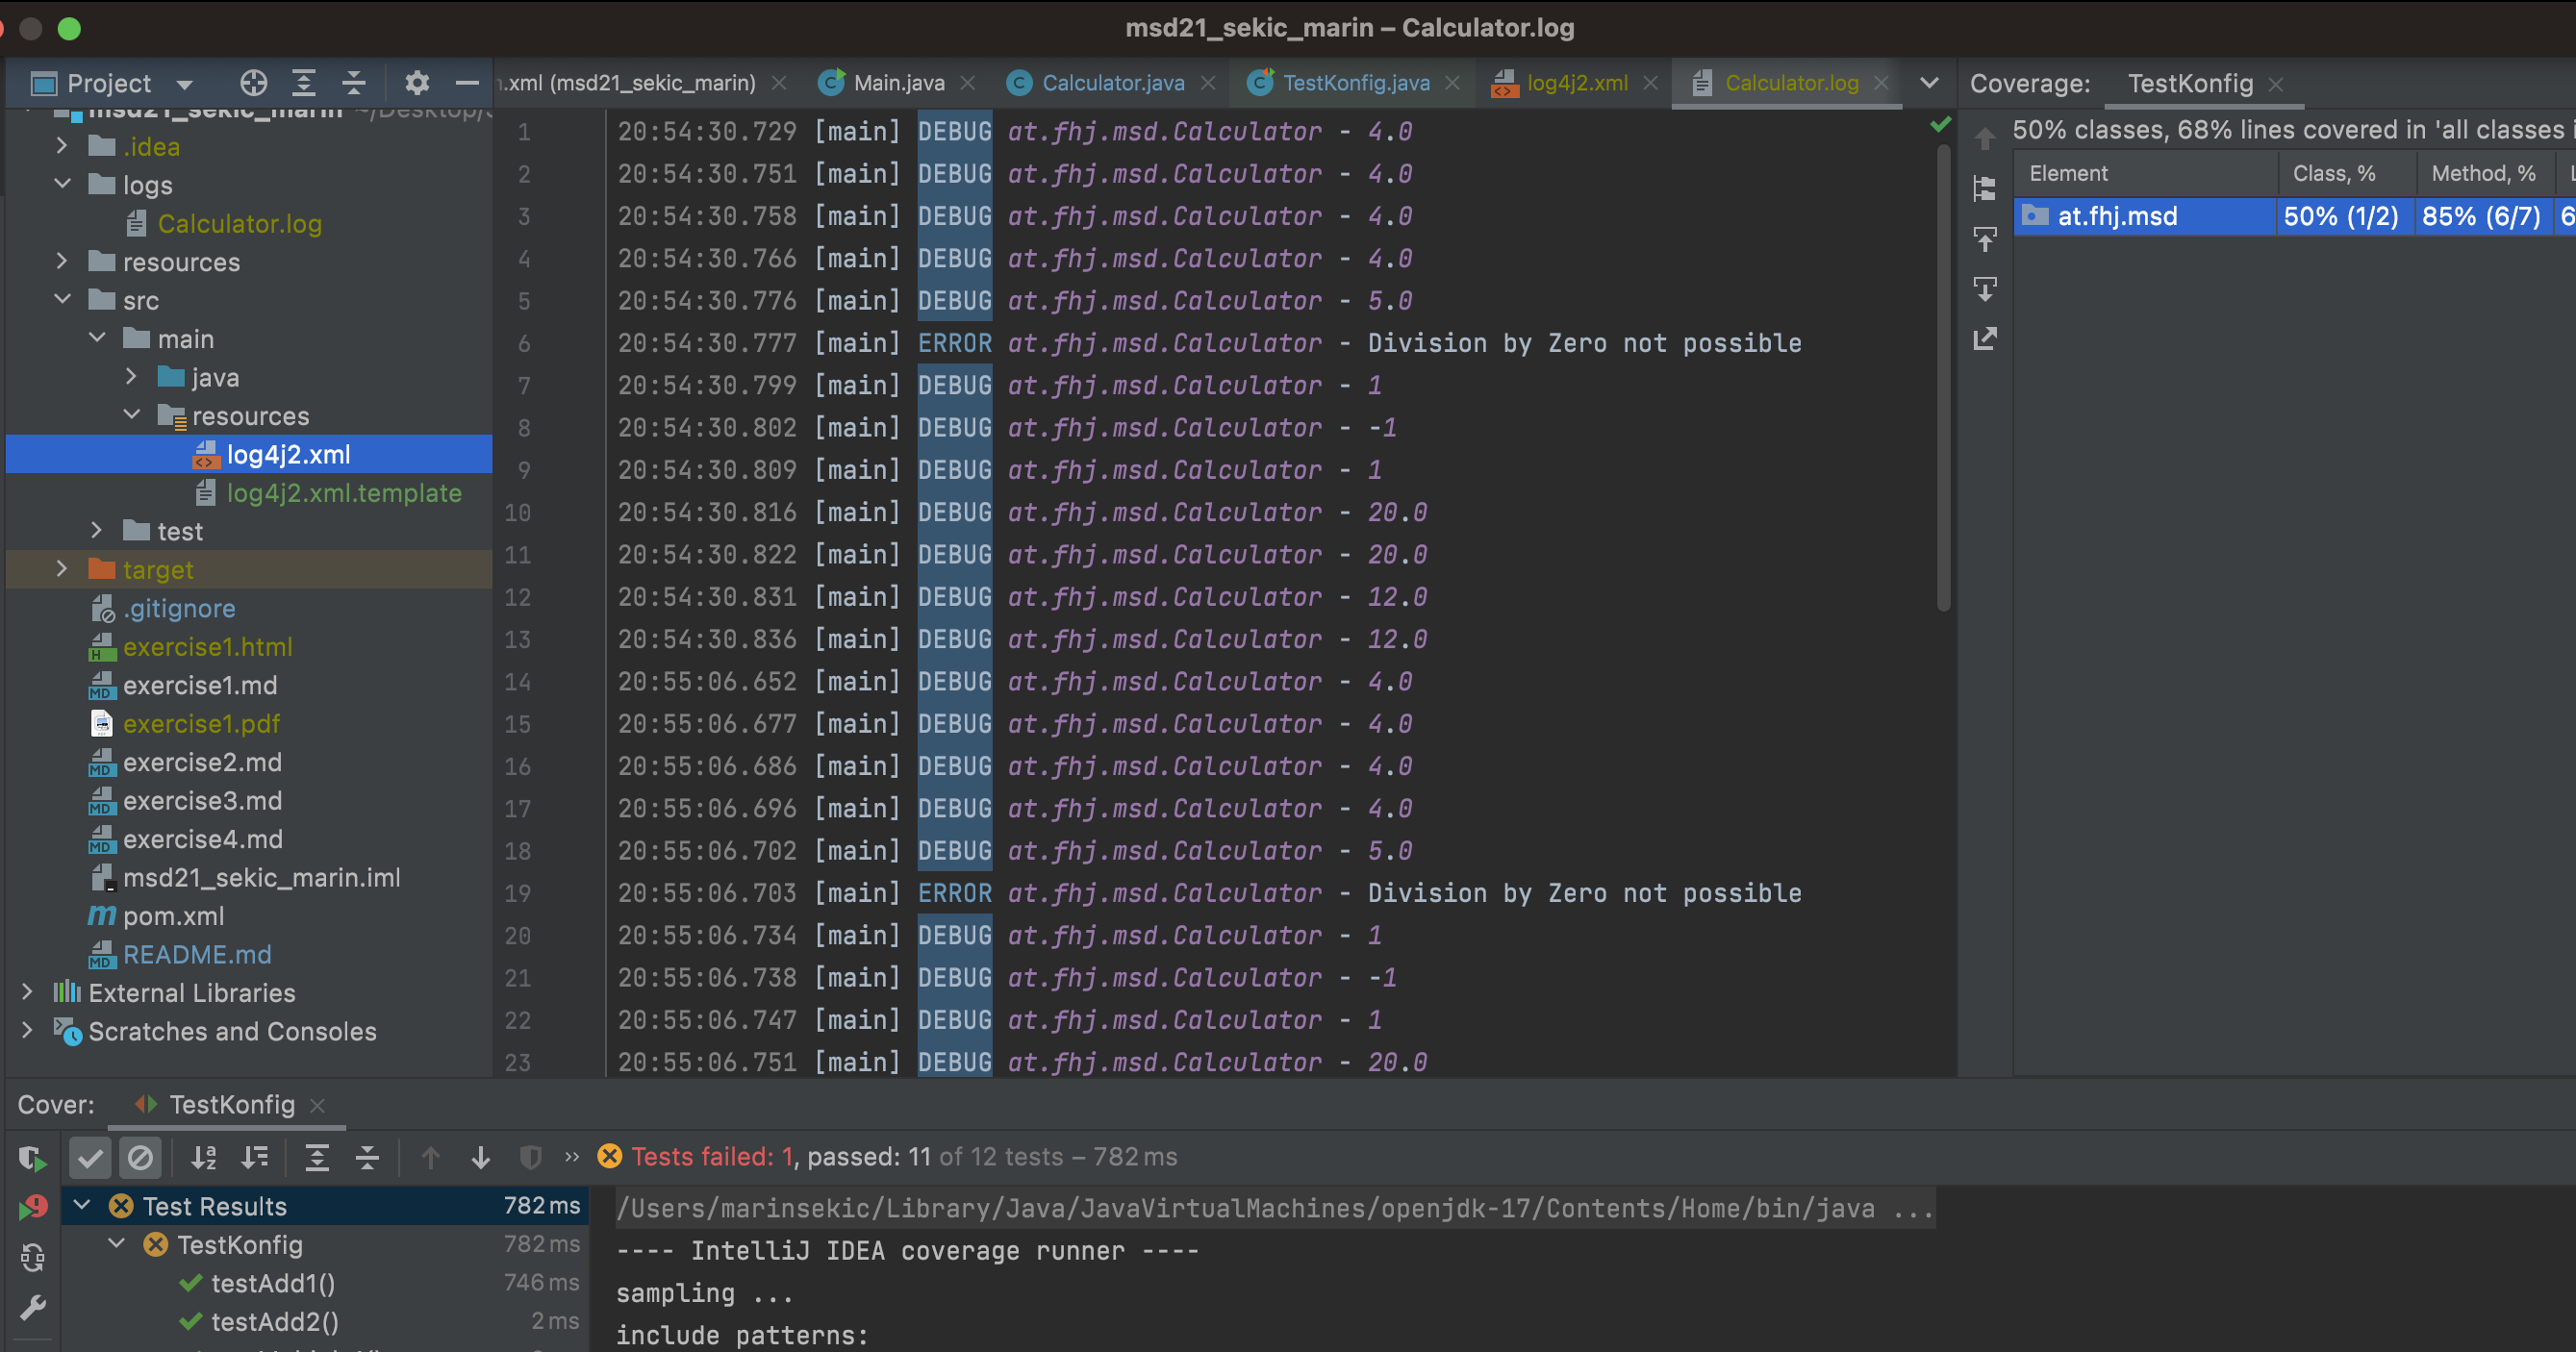 msd21_sekic_marin – Calculator.log
Project
.xml (msd21_sekic_marin)
Main.java
Calculator.java
TestKonfig.java
log4j2.xml
Calculator.log
Coverage:
TestKonfig
msd21_sekic_marin
.idea
logs
Calculator.log
resources
src
main
java
resources
log4j2.xml
log4j2.xml.template
test
target
.gitignore
exercise1.html
exercise1.md
exercise1.pdf
exercise2.md
exercise3.md
exercise4.md
msd21_sekic_marin.iml
pom.xml
README.md
External Libraries
Scratches and Consoles
1 20:54:30.729 [main] DEBUG at.fhj.msd.Calculator - 4.0
2 20:54:30.751 [main] DEBUG at.fhj.msd.Calculator - 4.0
3 20:54:30.758 [main] DEBUG at.fhj.msd.Calculator - 4.0
4 20:54:30.766 [main] DEBUG at.fhj.msd.Calculator - 4.0
5 20:54:30.776 [main] DEBUG at.fhj.msd.Calculator - 5.0
6 20:54:30.777 [main] ERROR at.fhj.msd.Calculator - Division by Zero not possible
7 20:54:30.799 [main] DEBUG at.fhj.msd.Calculator - 1
8 20:54:30.802 [main] DEBUG at.fhj.msd.Calculator - -1
9 20:54:30.809 [main] DEBUG at.fhj.msd.Calculator - 1
10 20:54:30.816 [main] DEBUG at.fhj.msd.Calculator - 20.0
11 20:54:30.822 [main] DEBUG at.fhj.msd.Calculator - 20.0
12 20:54:30.831 [main] DEBUG at.fhj.msd.Calculator - 12.0
13 20:54:30.836 [main] DEBUG at.fhj.msd.Calculator - 12.0
14 20:55:06.652 [main] DEBUG at.fhj.msd.Calculator - 4.0
15 20:55:06.677 [main] DEBUG at.fhj.msd.Calculator - 4.0
16 20:55:06.686 [main] DEBUG at.fhj.msd.Calculator - 4.0
17 20:55:06.696 [main] DEBUG at.fhj.msd.Calculator - 4.0
18 20:55:06.702 [main] DEBUG at.fhj.msd.Calculator - 5.0
19 20:55:06.703 [main] ERROR at.fhj.msd.Calculator - Division by Zero not possible
20 20:55:06.734 [main] DEBUG at.fhj.msd.Calculator - 1
21 20:55:06.738 [main] DEBUG at.fhj.msd.Calculator - -1
22 20:55:06.747 [main] DEBUG at.fhj.msd.Calculator - 1
23 20:55:06.751 [main] DEBUG at.fhj.msd.Calculator - 20.0
50% classes, 68% lines covered in 'all classes
Element Class, % Method, %
at.fhj.msd 50% (1/2) 85% (6/7) 6
Cover: TestKonfig
Tests failed: 1, passed: 11 of 12 tests – 782 ms
Test Results 782 ms
TestKonfig 782 ms
testAdd1() 746 ms
testAdd2() 2 ms
/Users/marinsekic/Library/Java/JavaVirtualMachines/openjdk-17/Contents/Home/bin/java ...
---- IntelliJ IDEA coverage runner ----
sampling ...
include patterns: